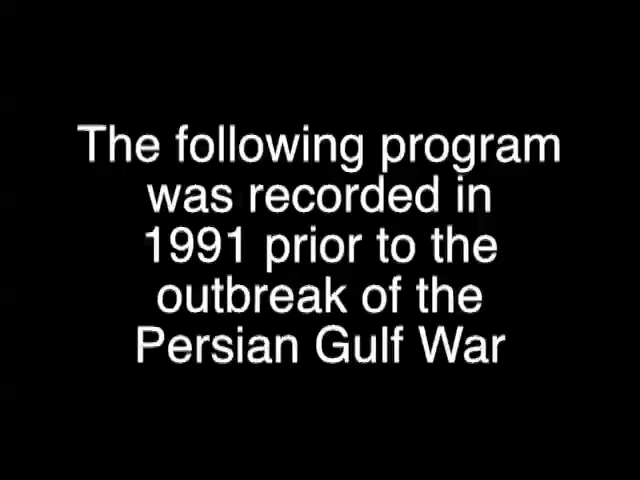 The following program
was recorded in
1991 prior to the
outbreak of the
Persian Gulf War